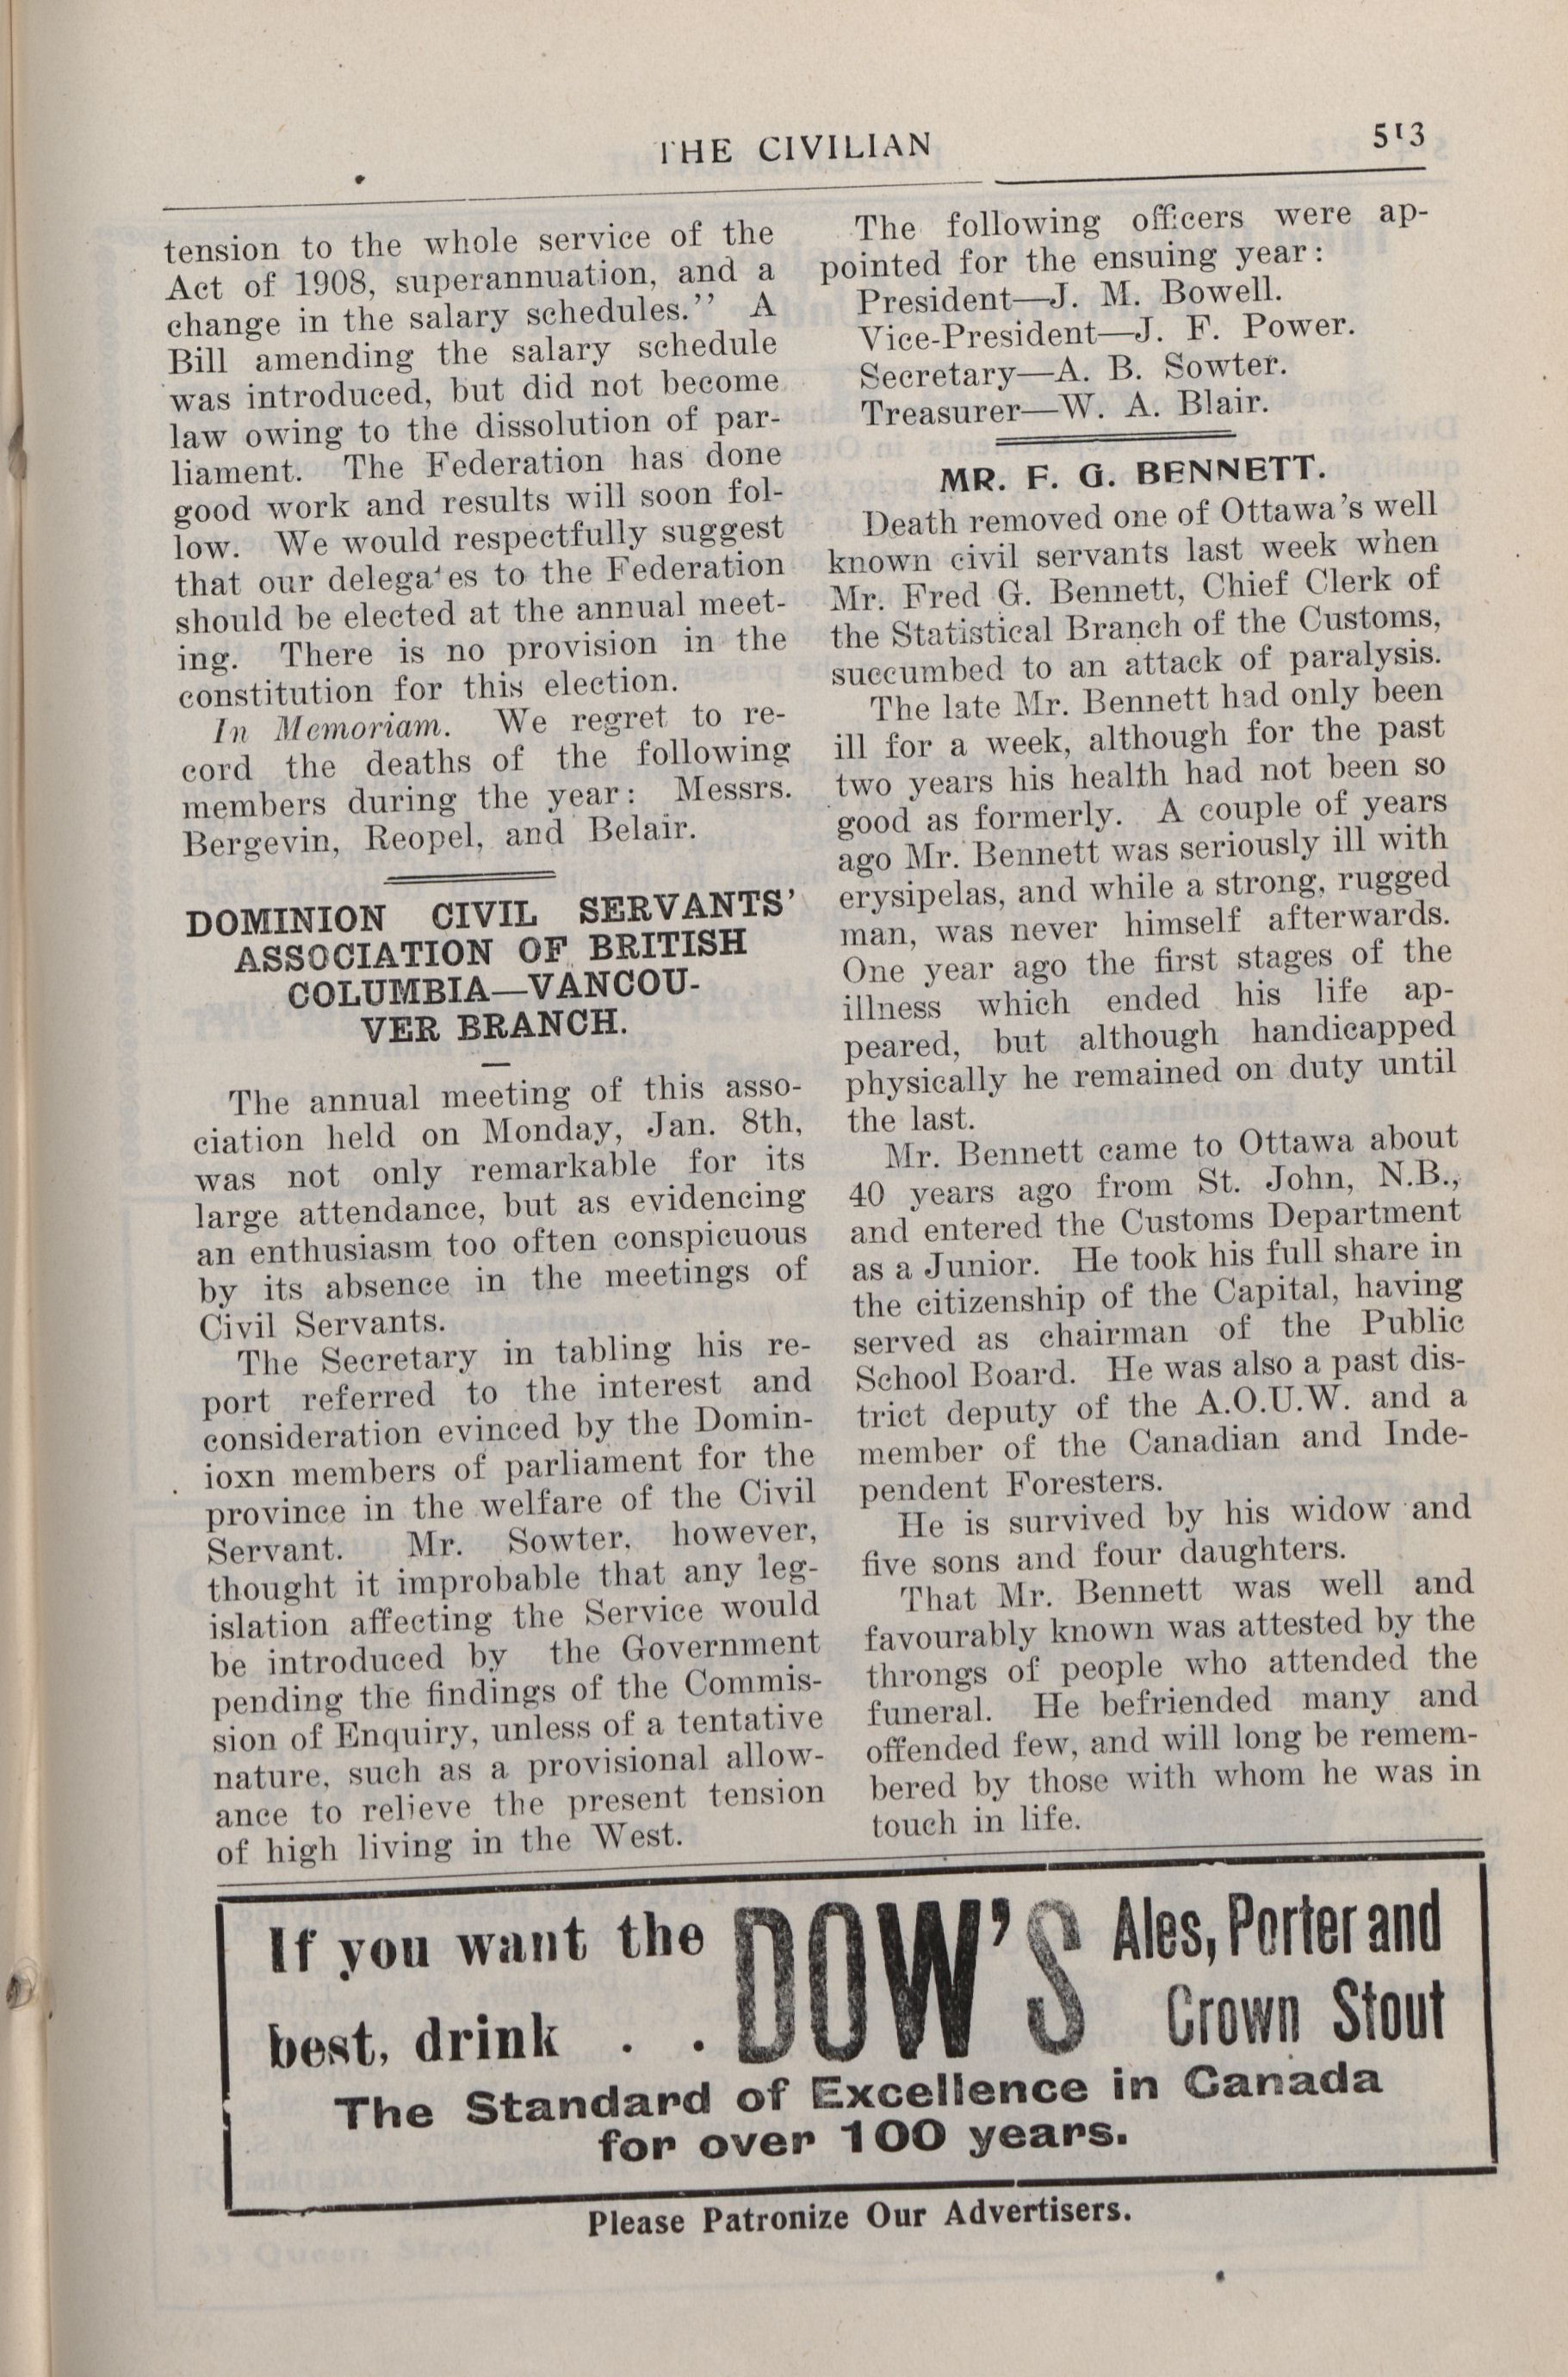 THE CIVILIAN
513
tension to the whole service of the
Act of 1908, superannuation, and a
change in the salary schedules." A
Bill amending the salary schedule
was introduced, but did not become
law owing to the dissolution of par-
liament. The Federation has done
good work and results will soon fol-
low. We would respectfully suggest
that our delega'es to the Federation
should be elected at the annual meet-
ing. There is no provision in the
constitution for this election.
In Memoriam. We regret to re-
cord the deaths of the following
members during the year: Messrs.
Bergevin, Reopel, and Belair.
DOMINION CIVIL SERVANTS'
ASSOCIATION OF BRITISH
COLUMBIA—VANCOU-
VER BRANCH.
The annual meeting of this asso-
ciation held on Monday, Jan. 8th,
was not only remarkable for its
large attendance, but as evidencing
an enthusiasm too often conspicuous
by its absence in the meetings of
Civil Servants.
The Secretary in tabling his re-
port referred to the interest and
consideration evinced by the Domin-
ioxn members of parliament for the
province in the welfare of the Civil
Servant. Mr. Sowter, however,
thought it improbable that any leg-
islation affecting the Service would
be introduced by the Government
pending the findings of the Commis-
sion of Enquiry, unless of a tentative
nature, such as a provisional allow-
ance to relieve the present tension
of high living in the West.
The following officers were ap-
pointed for the ensuing year:
President—J. M. Bowell.
Vice-President—J. F. Power.
Secretary—A. B. Sowter.
Treasurer—W. A. Blair.
MR. F. G. BENNETT.
Death removed one of Ottawa's well
known civil servants last week when
Mr. Fred G. Bennett, Chief Clerk of
the Statistical Branch of the Customs,
succumbed to an attack of paralysis.
The late Mr. Bennett had only been
ill for a week, although for the past
two years his health had not been so
good as formerly. A couple of years
ago Mr. Bennett was seriously ill with
erysipelas, and while a strong, rugged
man, was never himself afterwards.
One year ago the first stages of the
illness which ended his life ap-
peared, but although handicapped
physically he remained on duty until
the last.
Mr. Bennett came to Ottawa about
40 years ago from St. John, N.B.,
and entered the Customs Department
as a Junior. He took his full share in
the citizenship of the Capital, having
served as chairman of the Public
School Board. He was also a past dis-
trict deputy of the A.O.U.W. and a
member of the Canadian and Inde-
pendent Foresters.
He is survived by his widow and
five sons and four daughters.
That Mr. Bennett was well and
favourably known was attested by the
throngs of people who attended the
funeral. He befriended many and
offended few, and will long be remem-
bered by those with whom he was in
touch in life.
If you want the
best, drink . .
DOW'S
Ales, Porter and
Crown Stout
The Standard of Excellence in Canada
for over 100 years.
Please Patronize Our Advertisers.